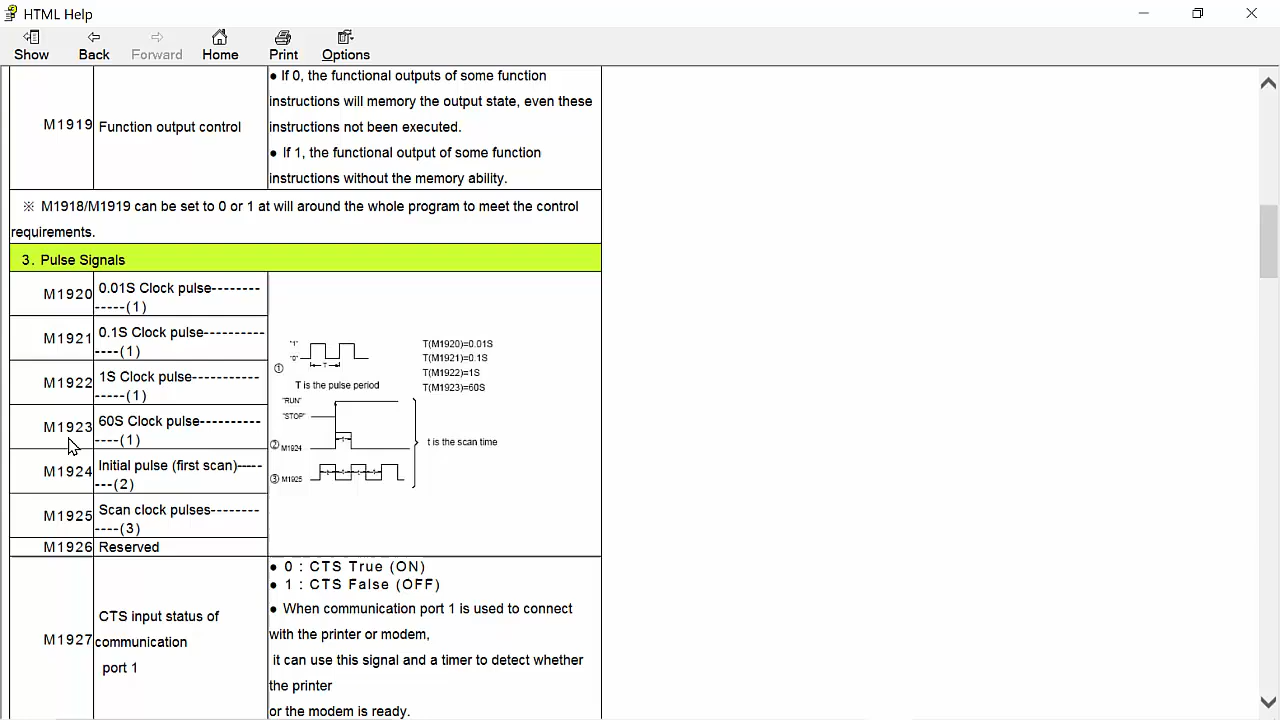 HTML Help
Show Back Forward Home Print Options
● If 0, the functional outputs of some function
instructions will memory the output state, even these
M1919 Function output control
instructions not been executed.
● If 1, the functional output of some function
instructions without the memory ability.
※ M1918/M1919 can be set to 0 or 1 at will around the whole program to meet the control
requirements.
3. Pulse Signals
M1920 0.01S Clock pulse--------
-----(1)
M1921 0.1S Clock pulse----------
----(1)
M1922 1S Clock pulse------------
-----(1)
M1923 60S Clock pulse----------
----(1)
M1924 Initial pulse (first scan)-----
---(2)
M1925 Scan clock pulses--------
----(3)
M1926 Reserved
"1"
"0"
T
①
T is the pulse period
T(M1920)=0.01S
T(M1921)=0.1S
T(M1922)=1S
T(M1923)=60S
"RUN"
"STOP"
t
② M1924
t is the scan time
t t t t
③ M1925
M1927 CTS input status of
communication
port 1
● 0 : CTS True (ON)
● 1 : CTS False (OFF)
● When communication port 1 is used to connect
with the printer or modem,
it can use this signal and a timer to detect whether
the printer
or the modem is ready.